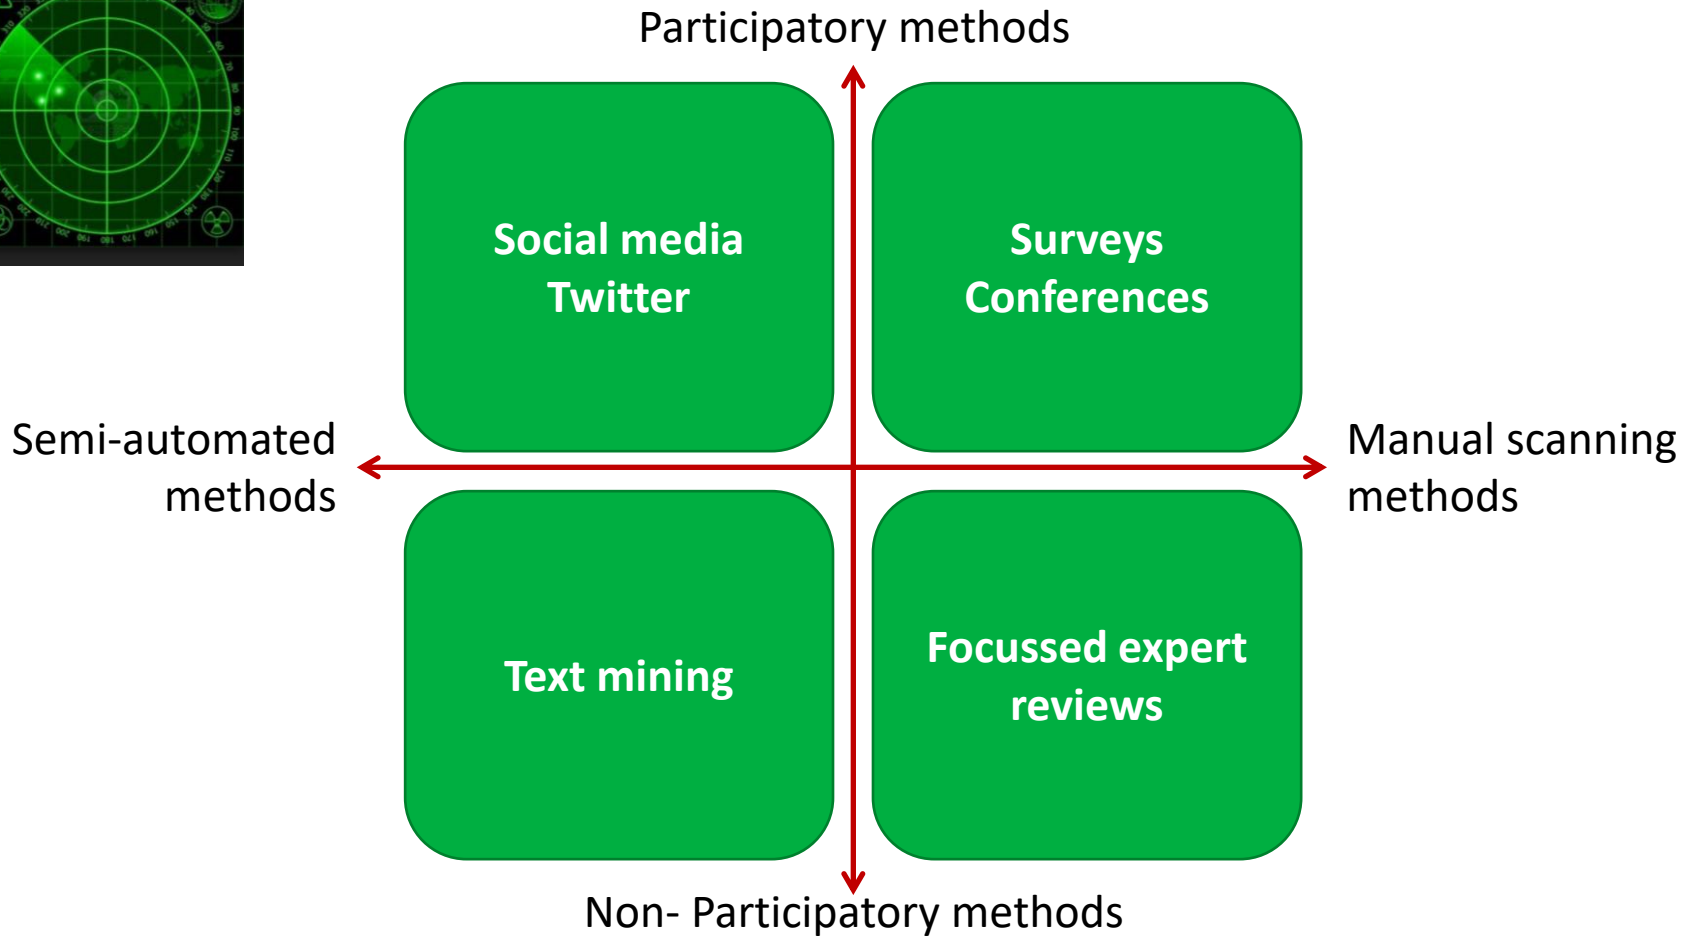 Participatory methods
Social media
Twitter
Surveys
Conferences
Semi-automated
methods
Manual scanning
methods
Text mining
Focussed expert
reviews
Non- Participatory methods